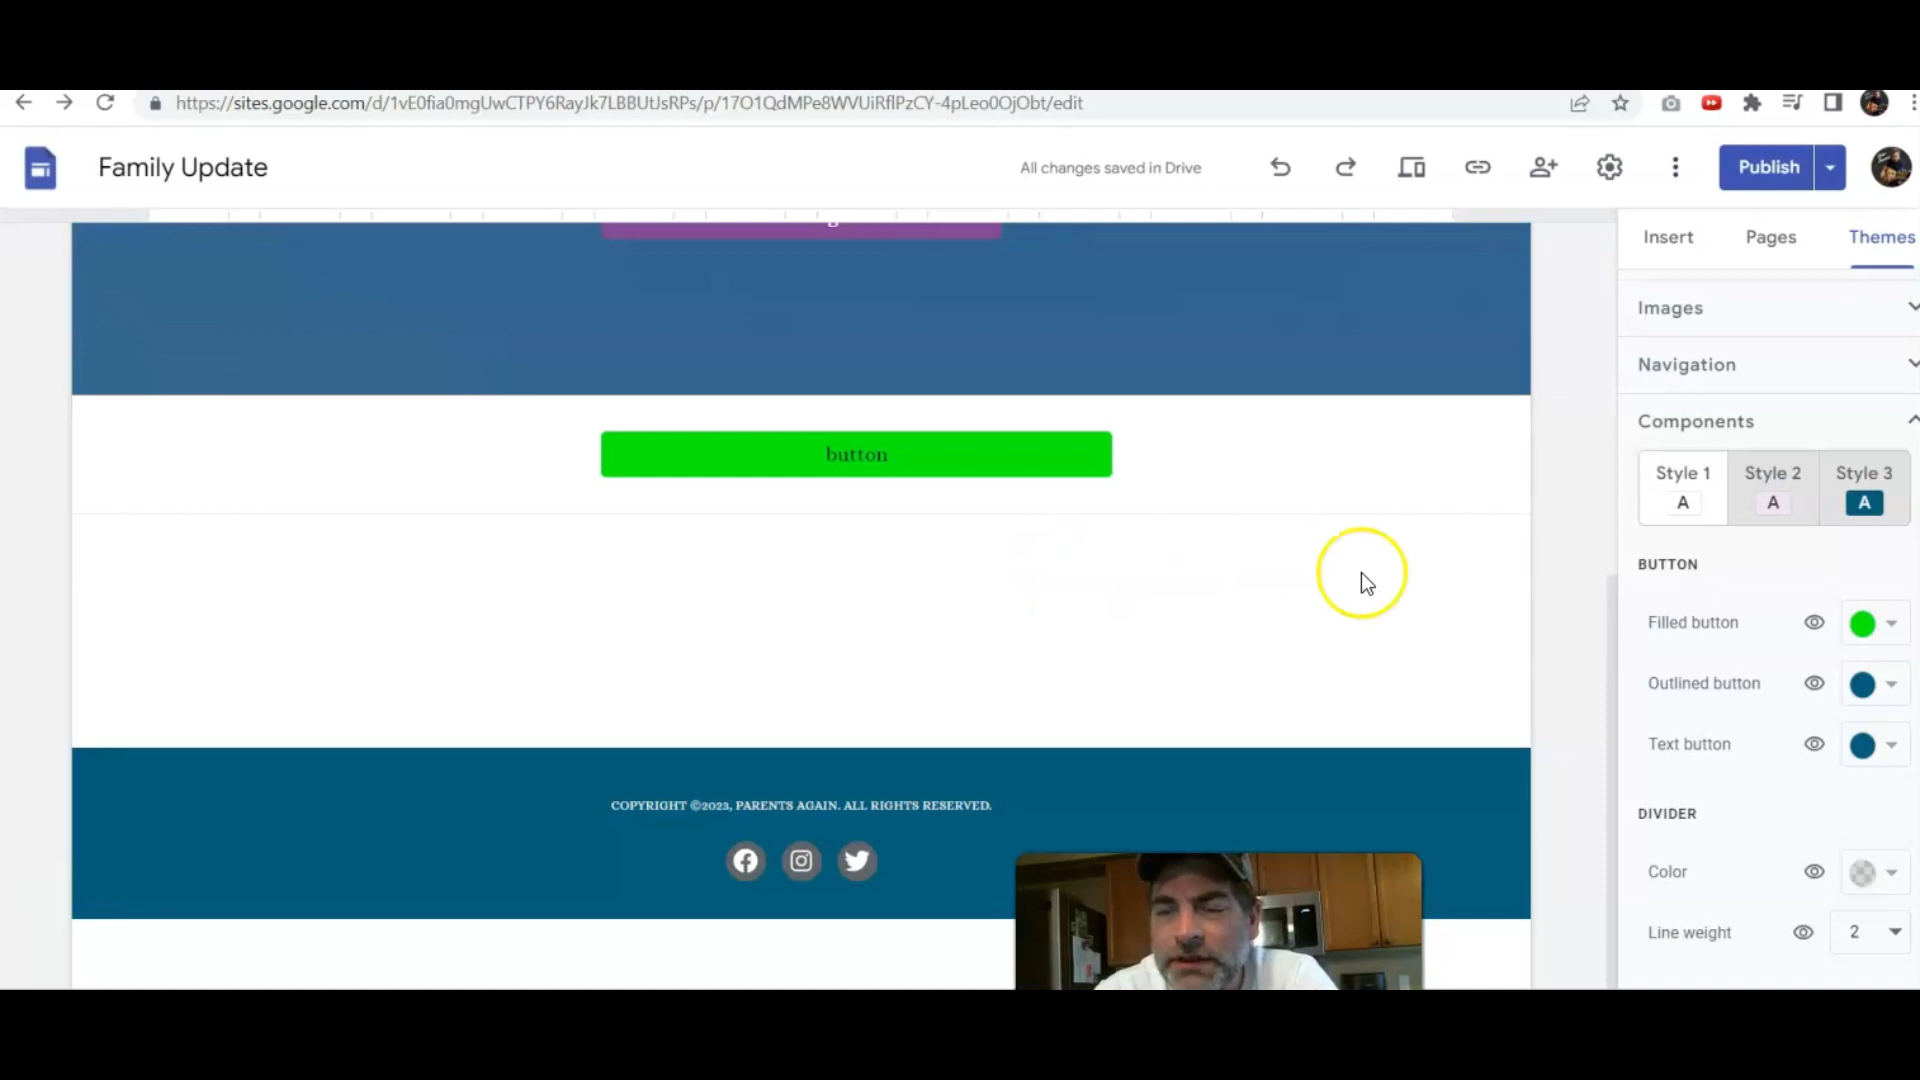 https://sites.google.com/d/1vE0fia0mgUwCTPY6RayJk7LBBUtJsRPs/p/17O1QdMPe8WVUiRflPzCY-4pLeo0OjObt/edit
Family Update
All changes saved in Drive
Publish
Insert Pages Themes
Images
Navigation
Components
Style 1 Style 2 Style 3
A A A
button
BUTTON
Filled button
Outlined button
Text button
DIVIDER
Color
Line weight 2
COPYRIGHT ©2023, PARENTS AGAIN. ALL RIGHTS RESERVED.